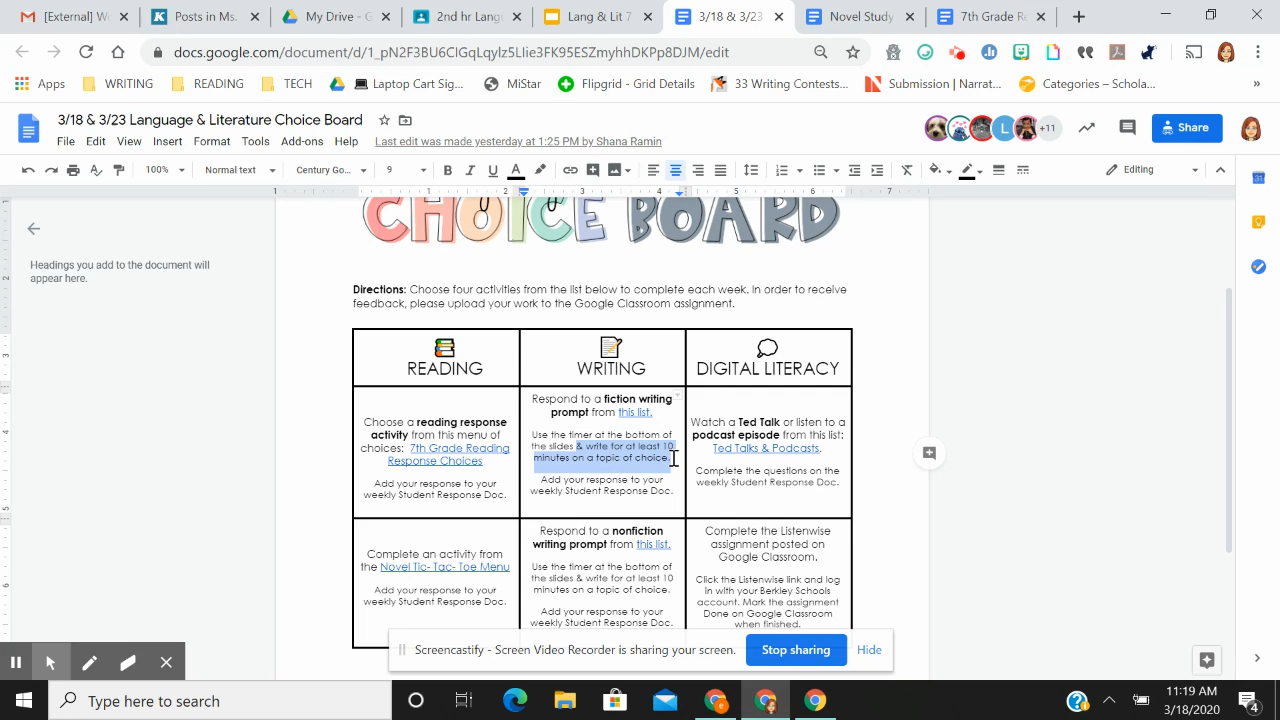 [External] W
Posts in Ms.
My Drive - G
2nd hr Lang
Lang & Lit 7
3/18 & 3/23
Novel Study
7th Grade R
docs.google.com/document/d/1_pN2F3BU6CIGqLqylz5LIie3FK95ESZmyhhDKPp8DJM/edit
Apps
WRITING
READING
TECH
Laptop Cart Sig...
MiStar
Flipgrid - Grid Details
33 Writing Contests...
Submission | Narrat...
Categories – Schola...
»
3/18 & 3/23 Language & Literature Choice Board
File Edit View Insert Format Tools Add-ons Help Last edit was made yesterday at 1:25 PM by Shana Ramin
L
+11
Share
100%
Normal text
entury Go...
9
B I U A
Editing
1 2 3 4 5 6 7
Headings you add to the document will
appear here.
CHOICE BOARD
Directions: Choose four activities from the list below to complete each week. In order to receive
feedback, please upload your work to the Google Classroom assignment.
READING
WRITING
DIGITAL LITERACY
Choose a reading response
activity from this menu of
choices: 7th Grade Reading
Response Choices
Add your response to your
weekly Student Response Doc.
Respond to a fiction writing
prompt from this list.
Use the timer at the bottom of
the slides & write for at least 10
minutes on a topic of choice.
Add your response to your
weekly Student Response Doc.
Watch a Ted Talk or listen to a
podcast episode from this list:
Ted Talks & Podcasts.
Complete the questions on the
weekly Student Response Doc.
Complete an activity from
the Novel Tic- Tac- Toe Menu
Add your response to your
weekly Student Response Doc.
Respond to a nonfiction
writing prompt from this list.
Use the timer at the bottom of
the slides & write for at least 10
minutes on a topic of choice.
Add your response to your
weekly Student Response Doc.
Complete the Listenwise
assignment posted on
Google Classroom.
Click the Listenwise link and log
in with your Berkley Schools
account. Mark the assignment
Done on Google Classroom
when finished.
Screencastify - Screen Video Recorder is sharing your screen.
Stop sharing
Hide
Type here to search
11:19 AM
3/18/2020
4